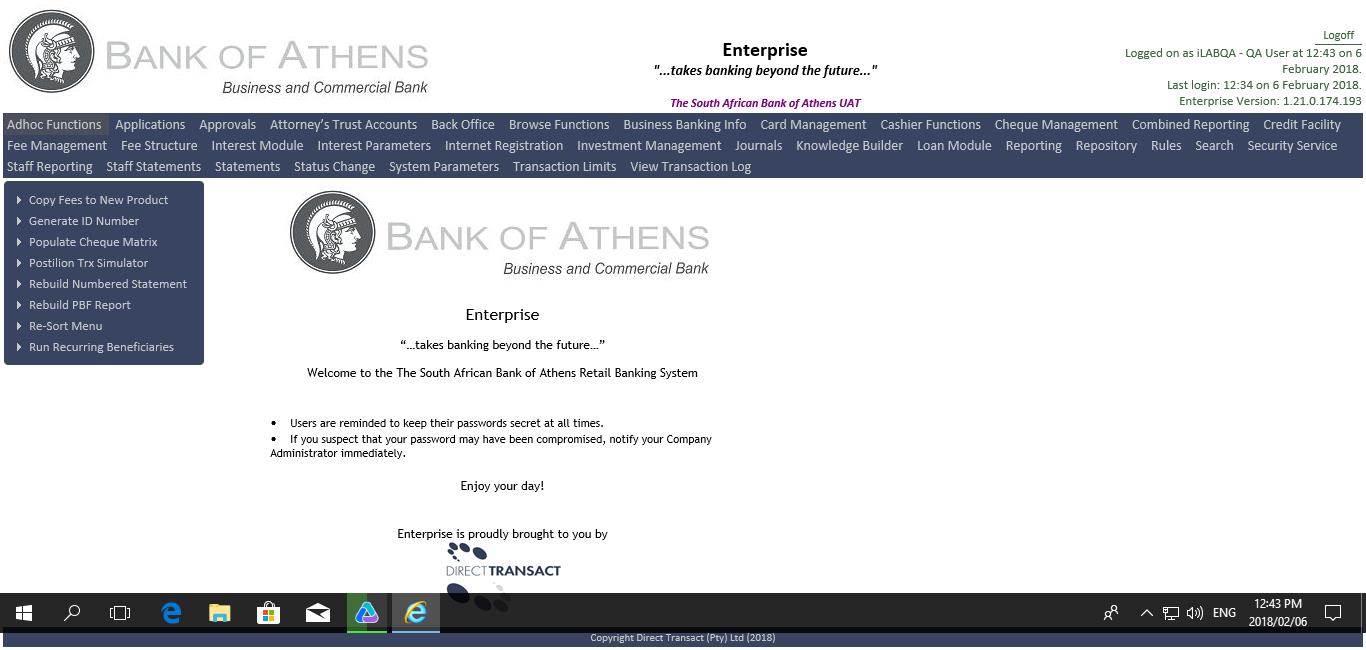 BANK OF ATHENS
Business and Commercial Bank
Enterprise
"...takes banking beyond the future..."
The South African Bank of Athens UAT
Logoff
Logged on as iLABQA - QA User at 12:43 on 6
February 2018.
Last login: 12:34 on 6 February 2018.
Enterprise Version: 1.21.0.174.193
Adhoc Functions Applications Approvals Attorney's Trust Accounts Back Office Browse Functions Business Banking Info Card Management Cashier Functions Cheque Management Combined Reporting Credit Facility
Fee Management Fee Structure Interest Module Interest Parameters Internet Registration Investment Management Journals Knowledge Builder Loan Module Reporting Repository Rules Search Security Service
Staff Reporting Staff Statements Statements Status Change System Parameters Transaction Limits View Transaction Log
Copy Fees to New Product
Generate ID Number
Populate Cheque Matrix
Postilion Trx Simulator
Rebuild Numbered Statement
Rebuild PBF Report
Re-Sort Menu
Run Recurring Beneficiaries
BANK OF ATHENS
Business and Commercial Bank
Enterprise
“...takes banking beyond the future...”
Welcome to the The South African Bank of Athens Retail Banking System
• Users are reminded to keep their passwords secret at all times.
• If you suspect that your password may have been compromised, notify your Company
Administrator immediately.
Enjoy your day!
Enterprise is proudly brought to you by
DIRECTTRANSACT
ENG
12:43 PM
2018/02/06
Copyright Direct Transact (Pty) Ltd (2018)